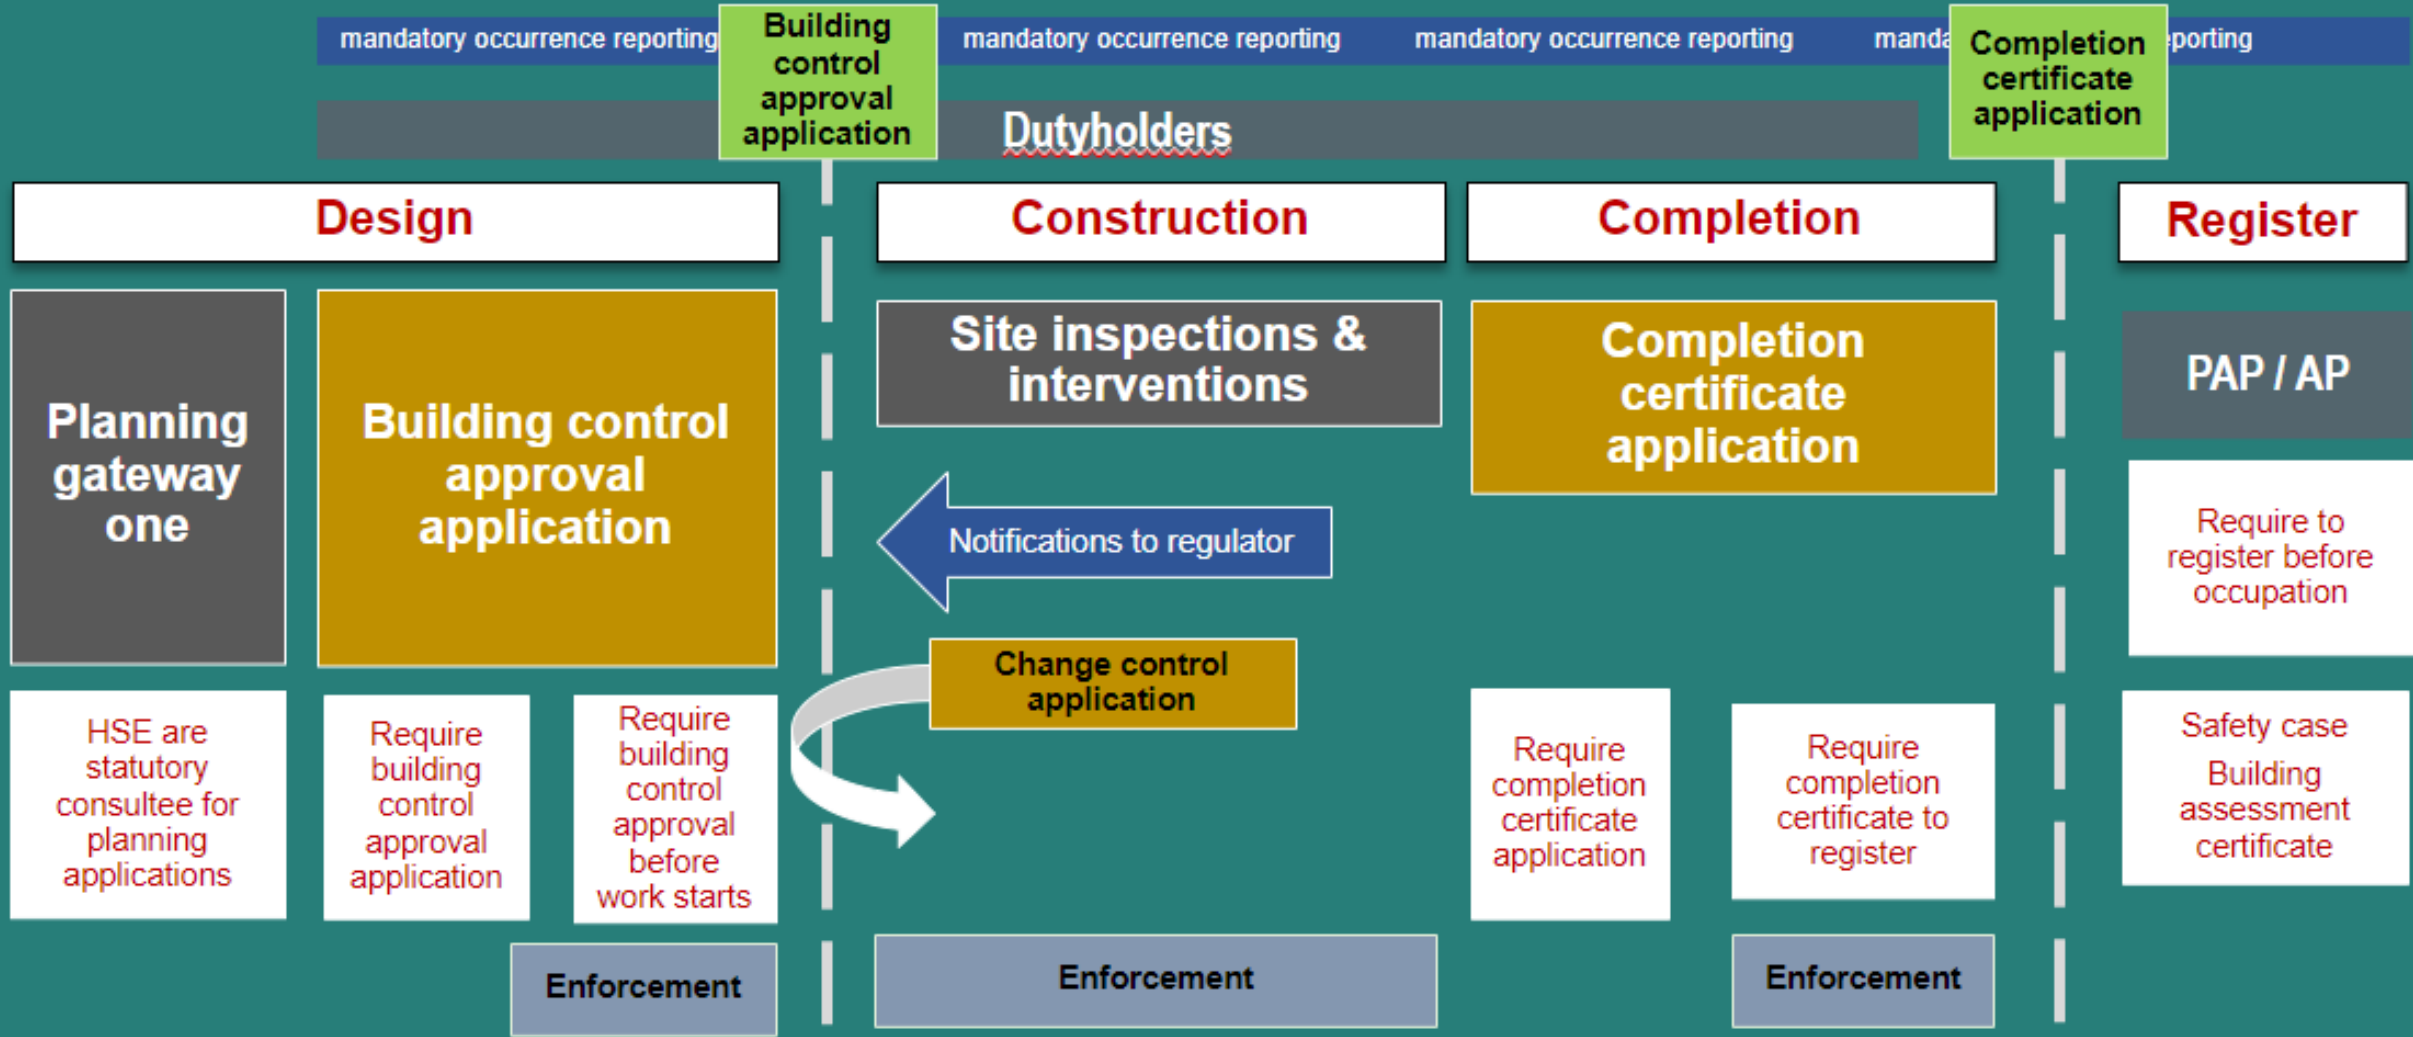 mandatory occurrence reporting
Building
control
approval
application
mandatory occurrence reporting
mandatory occurrence reporting
Completion
certificate
application
Dutyholders
Design
Construction
Completion
Register
Planning
gateway
one
Building control
approval
application
Site inspections &
interventions
Completion
certificate
application
PAP / AP
Notifications to regulator
Require to
register before
occupation
Change control
application
HSE are
statutory
consultee for
planning
applications
Require
building
control
approval
application
Require
building
control
approval
before
work starts
Require
completion
certificate
application
Require
completion
certificate to
register
Safety case
Building
assessment
certificate
Enforcement
Enforcement
Enforcement